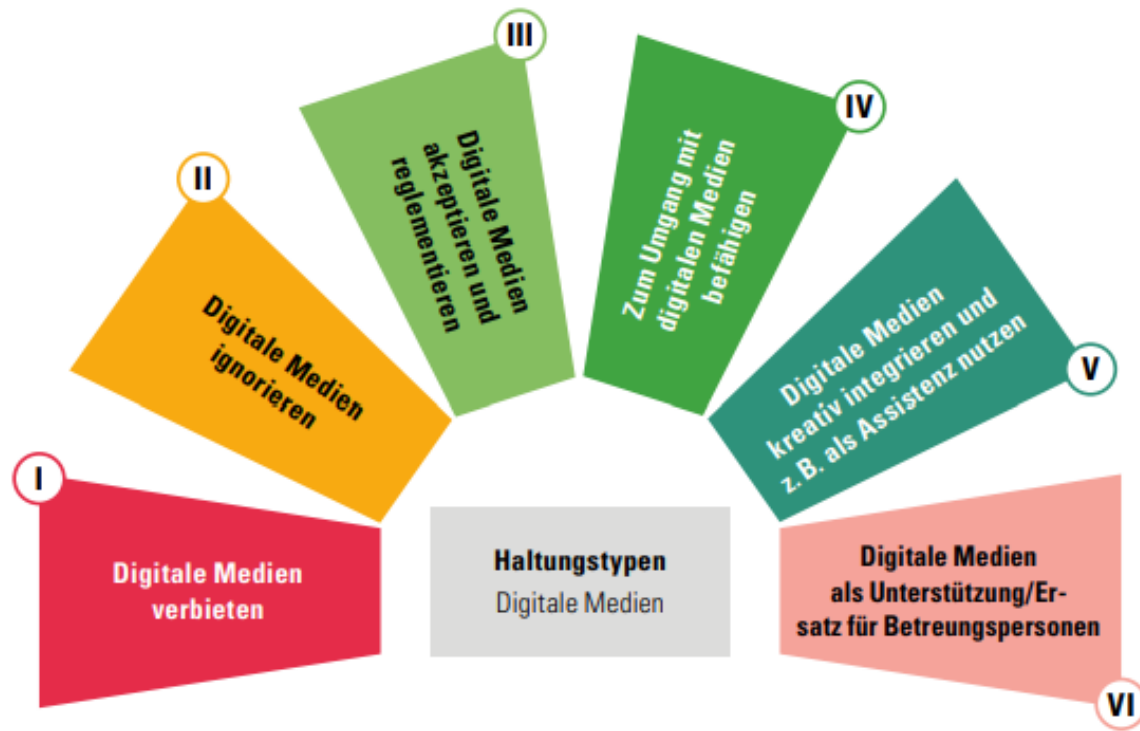 I
Digitale Medien
verbieten
II
Digitale Medien
ignorieren
III
Digitale Medien
akzeptieren und
reglementieren
IV
Zum Umgang mit
digitalen Medien
befähigen
V
Digitale Medien
kreativ integrieren und
z. B. als Assistenz nutzen
Digitale Medien
als Unterstützung/Er-
satz für Betreungspersonen
VI
Haltungstypen
Digitale Medien